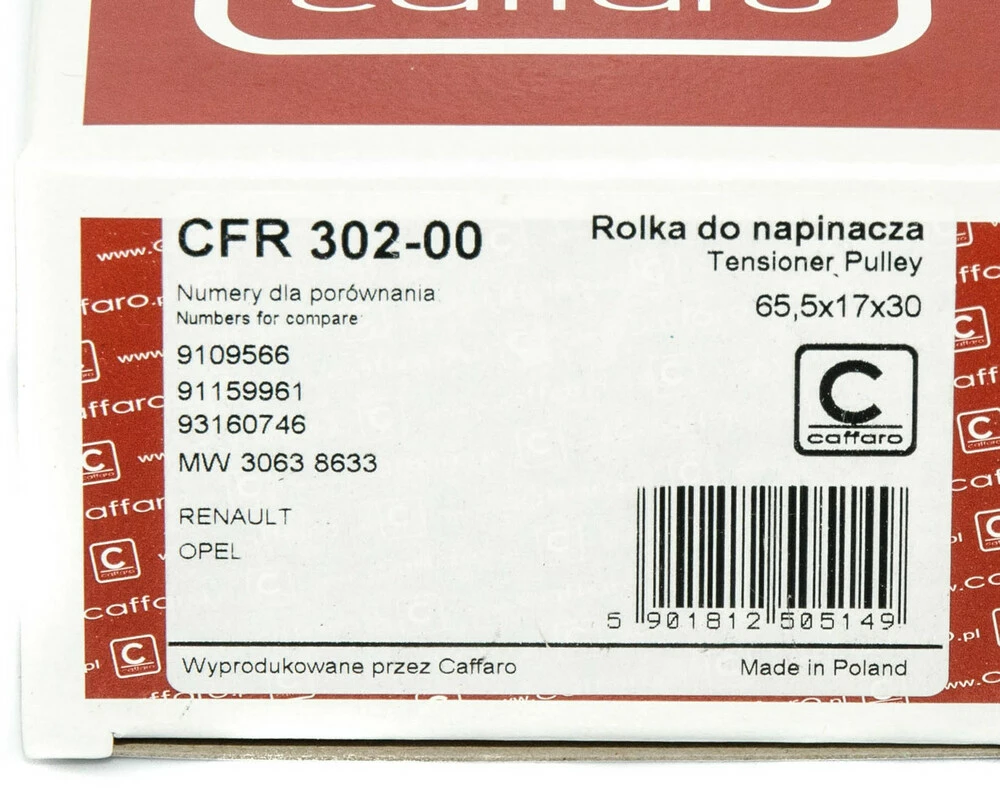 caffaro
CFR 302-00
Rolka do napinacza
Tensioner Pulley
Numery dla porównania:
Numbers for compare:
65,5x17x30
9109566
91159961
93160746
MW 3063 8633
C
caffaro
RENAULT
OPEL
5 901812 505149
Wyprodukowane przez Caffaro
Made in Poland